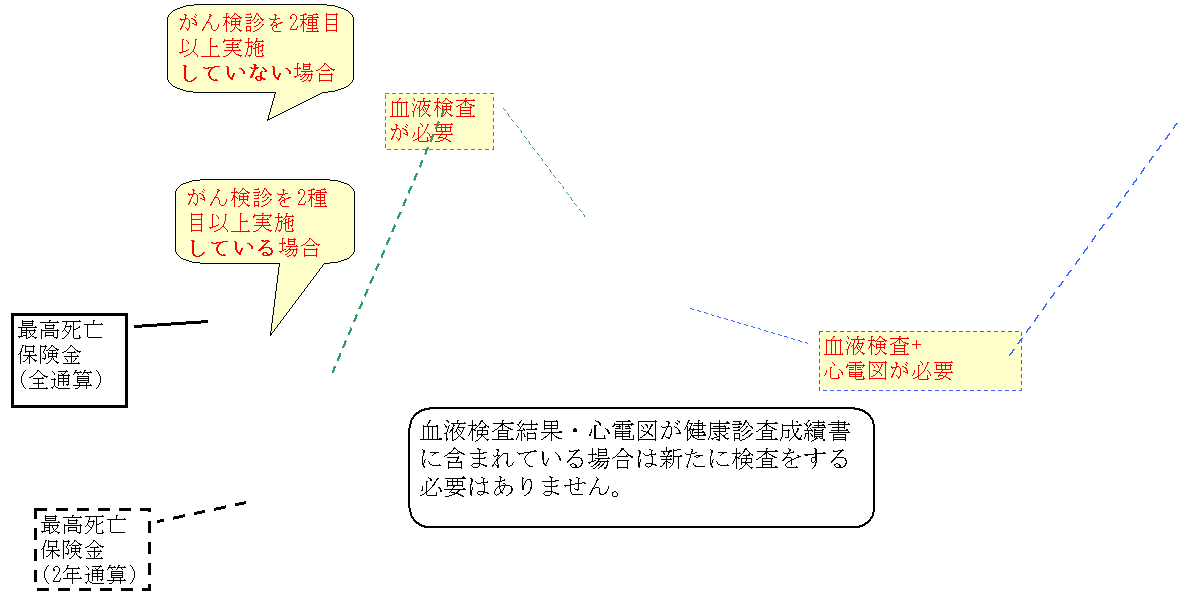 がん検診を2種目
以上実施
していない場合
血液検査
が必要
がん検診を2種
目以上実施
している場合
最高死亡
保険金
(全通算)
血液検査+
心電図が必要
血液検査結果・心電図が健康診査成績書
に含まれている場合は新たに検査をする
必要はありません。
最高死亡
保険金
(2年通算)